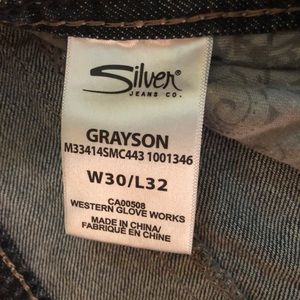 Silver®
JEANS CO.
GRAYSON
M33414SMC443 1001346
W30/L32
CA00508
WESTERN GLOVE WORKS
MADE IN CHINA/
FABRIQUÉ EN CHINE